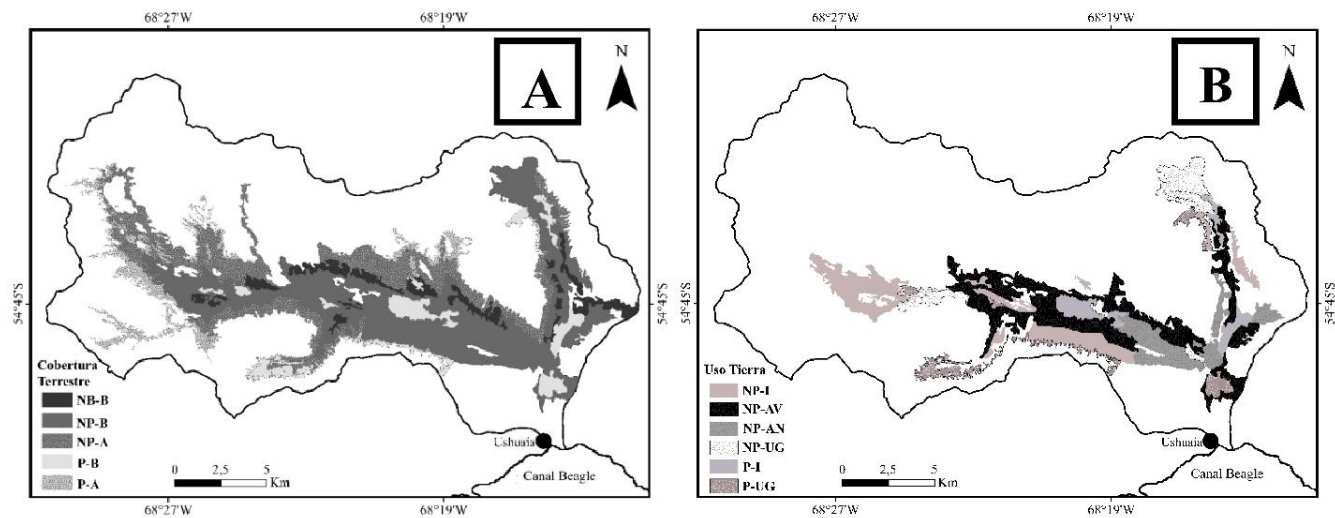 68°27'W
68°19'W
A
N
54°45'S
54°45'S
Cobertura
Terrestre
NB-B
NP-B
NP-A
P-B
P-A
0
2,5
5
Km
Ushuaia
Canal Beagle
68°27'W
68°19'W
68°27'W
68°19'W
B
N
54°45'S
54°45'S
Uso Tierra
NP-I
NP-AV
NP-AN
NP-UG
P-I
P-UG
0
2,5
5
Km
Ushuaia
Canal Beagle
68°27'W
68°19'W